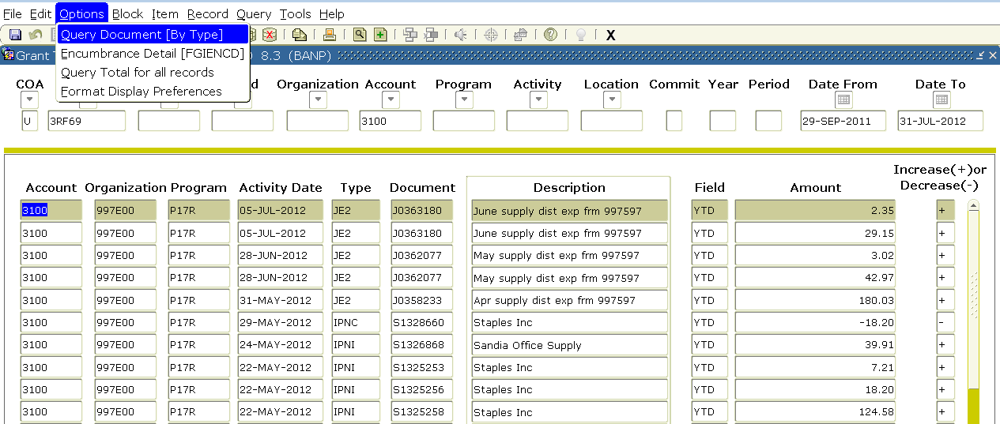 File Edit Options Block Item Record Query Tools Help
Query Document [By Type]
Encumbrance Detail [FGIENCD]
Query Total for all records
Format Display Preferences
X
Grant T ) 8.3 (BANP)
COA d Organization Account Program Activity Location Commit Year Period Date From Date To
U 3RF69 3100 29-SEP-2011 31-JUL-2012
Increase(+)or
Account Organization Program Activity Date Type Document Description Field Amount Decrease(-)
3100 997E00 P17R 05-JUL-2012 JE2 J0363180 June supply dist exp frm 997597 YTD 2.35 +
3100 997E00 P17R 05-JUL-2012 JE2 J0363180 June supply dist exp frm 997597 YTD 29.15 +
3100 997E00 P17R 28-JUN-2012 JE2 J0362077 May supply dist exp frm 997597 YTD 3.02 +
3100 997E00 P17R 28-JUN-2012 JE2 J0362077 May supply dist exp frm 997597 YTD 42.97 +
3100 997E00 P17R 31-MAY-2012 JE2 J0358233 Apr supply dist exp frm 997597 YTD 180.03 +
3100 997E00 P17R 29-MAY-2012 IPNC S1328660 Staples Inc YTD -18.20 -
3100 997E00 P17R 24-MAY-2012 IPNI S1326868 Sandia Office Supply YTD 39.91 +
3100 997E00 P17R 22-MAY-2012 IPNI S1325253 Staples Inc YTD 7.21 +
3100 997E00 P17R 22-MAY-2012 IPNI S1325256 Staples Inc YTD 18.20 +
3100 997E00 P17R 22-MAY-2012 IPNI S1325258 Staples Inc YTD 124.58 +